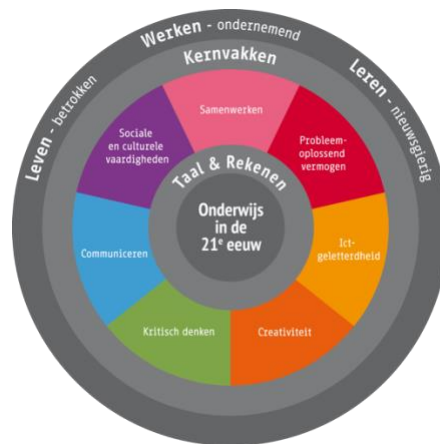 Werken - ondernemend
Leven - betrokken
Leren - nieuwsgierig
Kernvakken
Samenwerken
Sociale
en culturele
vaardigheden
Probleem-
oplossend
vermogen
Taal & Rekenen
Onderwijs
in de
21e eeuw
Communiceren
Ict-
geletterdheid
Kritisch denken
Creativiteit